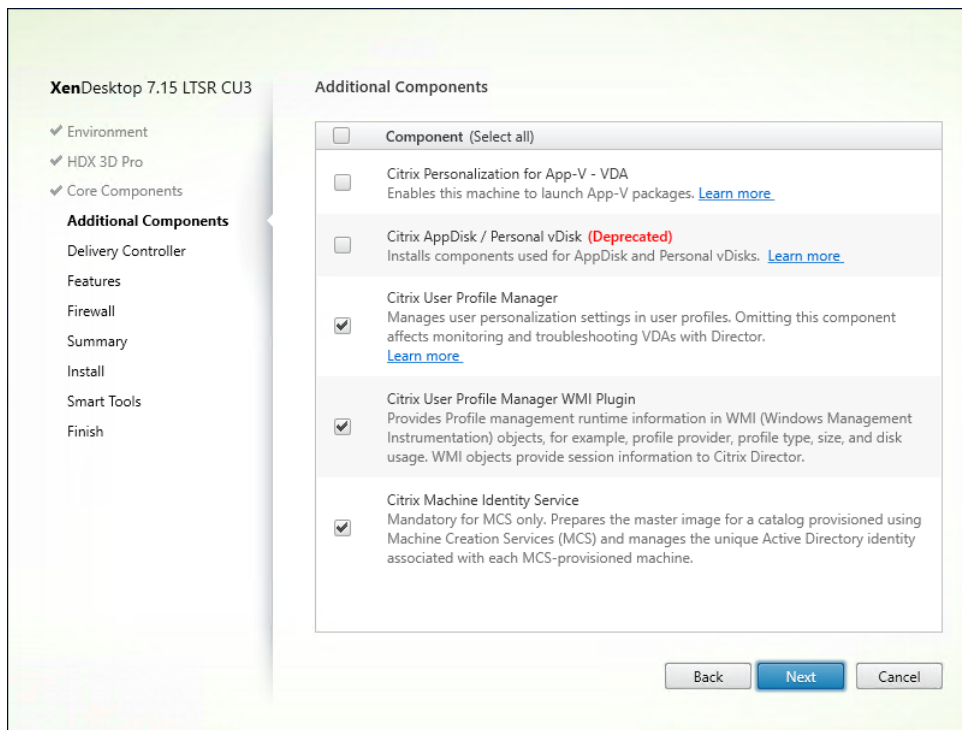 XenDesktop 7.15 LTSR CU3
Environment
HDX 3D Pro
Core Components
Additional Components
Delivery Controller
Features
Firewall
Summary
Install
Smart Tools
Finish
Additional Components
Component (Select all)
Citrix Personalization for App-V - VDA
Enables this machine to launch App-V packages. Learn more
Citrix AppDisk / Personal vDisk (Deprecated)
Installs components used for AppDisk and Personal vDisks. Learn more
Citrix User Profile Manager
Manages user personalization settings in user profiles. Omitting this component
affects monitoring and troubleshooting VDAs with Director.
Learn more
Citrix User Profile Manager WMI Plugin
Provides Profile management runtime information in WMI (Windows Management
Instrumentation) objects, for example, profile provider, profile type, size, and disk
usage. WMI objects provide session information to Citrix Director.
Citrix Machine Identity Service
Mandatory for MCS only. Prepares the master image for a catalog provisioned using
Machine Creation Services (MCS) and manages the unique Active Directory identity
associated with each MCS-provisioned machine.
Back Next Cancel